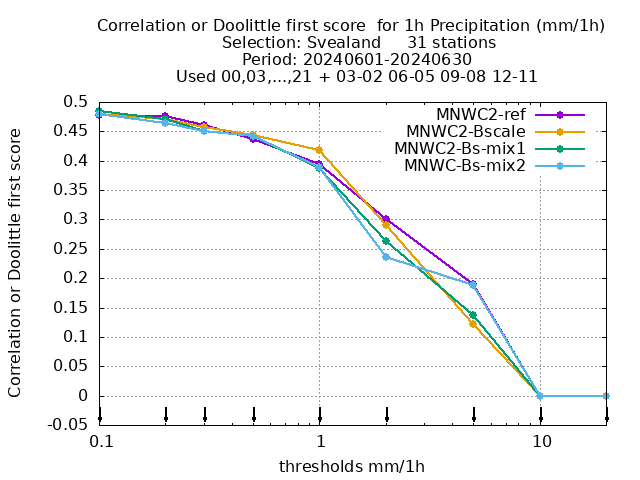 Correlation or Doolittle first score  for 1h Precipitation (mm/1h)
Selection: Svealand     31 stations
Period: 20240601-20240630
Used 00,03,...,21 + 03-02 06-05 09-08 12-11
Correlation or Doolittle first score
0.5
0.45
0.4
0.35
0.3
0.25
0.2
0.15
0.1
0.05
0
-0.05
MNWC2-ref
MNWC2-Bscale
MNWC2-Bs-mix1
MNWC-Bs-mix2
0.1
1
10
thresholds mm/1h